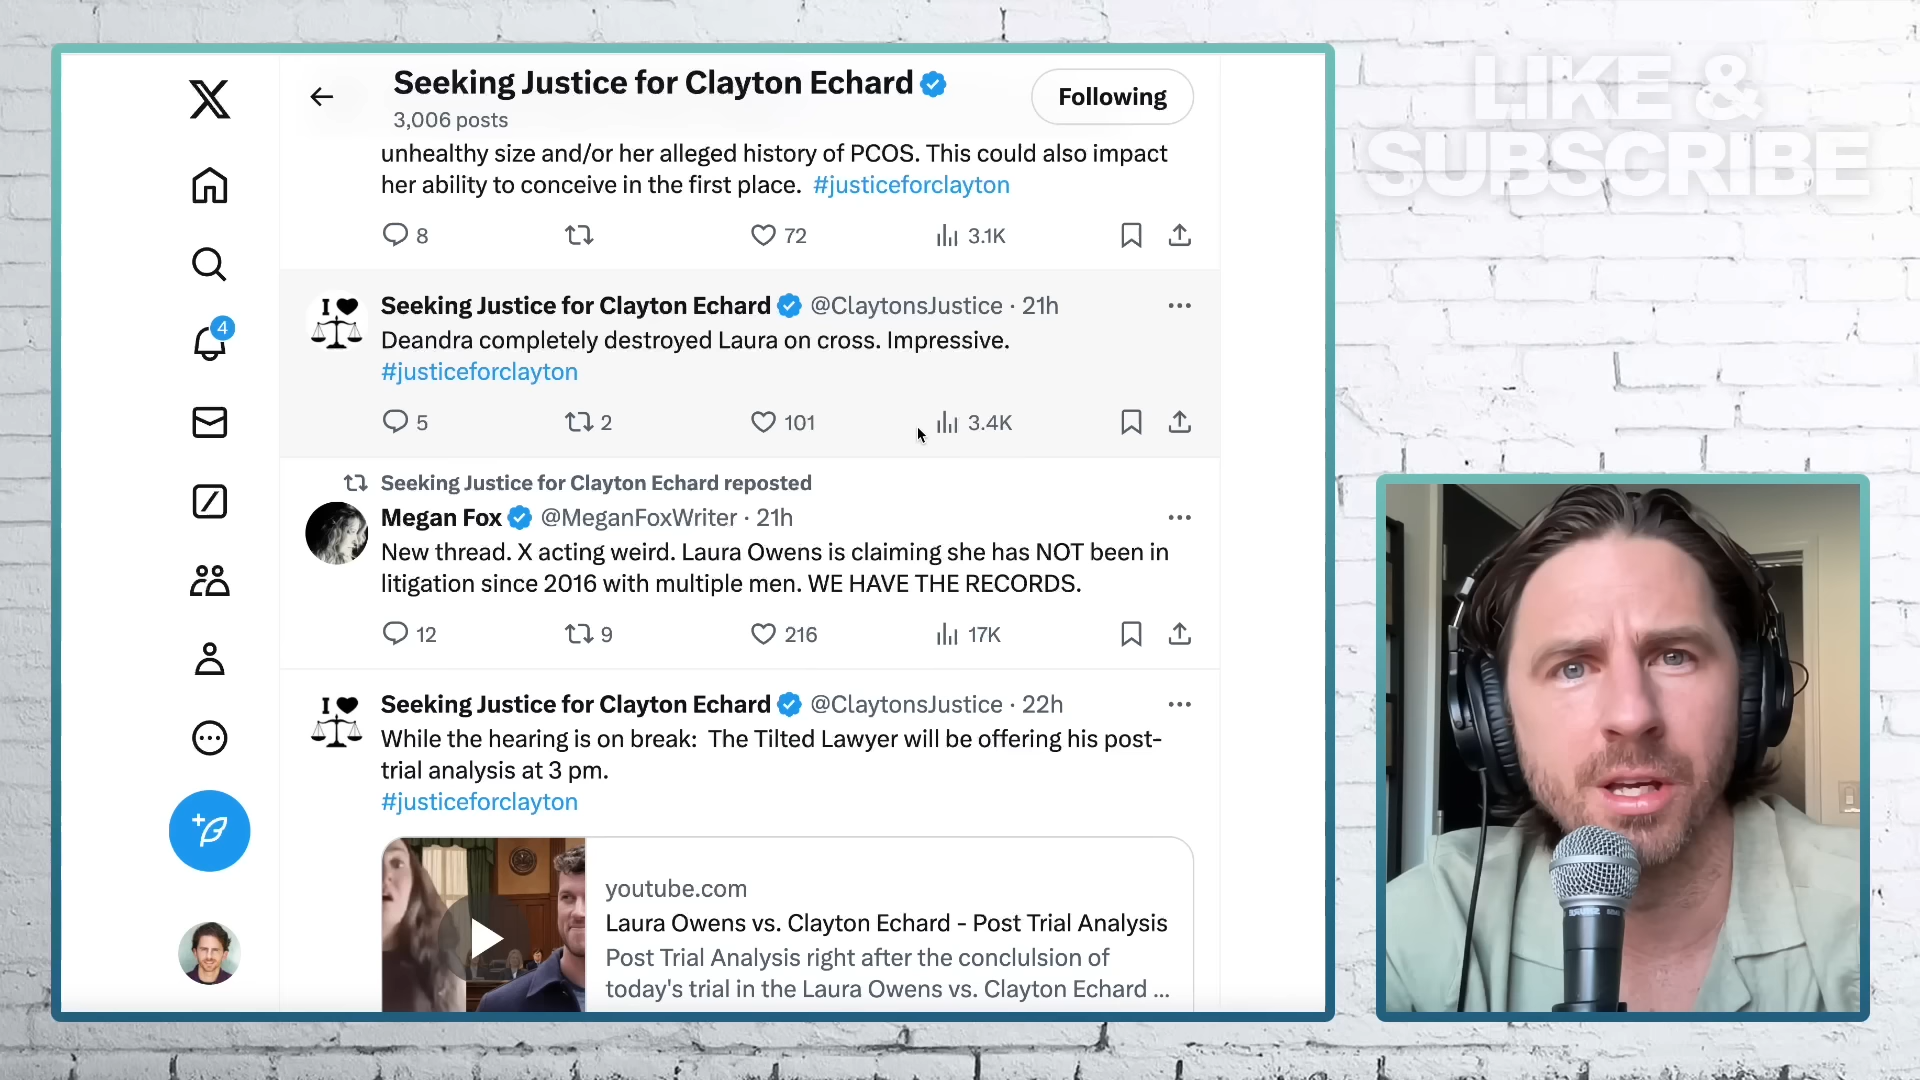 LIKE &
SUBSCRIBE
Seeking Justice for Clayton Echard
3,006 posts
Following
unhealthy size and/or her alleged history of PCOS. This could also impact
her ability to conceive in the first place. #justiceforclayton
8 72 3.1K
Seeking Justice for Clayton Echard @ClaytonsJustice · 21h
Deandra completely destroyed Laura on cross. Impressive.
#justiceforclayton
5 2 101 3.4K
Seeking Justice for Clayton Echard reposted
Megan Fox @MeganFoxWriter · 21h
New thread. X acting weird. Laura Owens is claiming she has NOT been in
litigation since 2016 with multiple men. WE HAVE THE RECORDS.
12 9 216 17K
Seeking Justice for Clayton Echard @ClaytonsJustice · 22h
While the hearing is on break: The Tilted Lawyer will be offering his post-
trial analysis at 3 pm.
#justiceforclayton
youtube.com
Laura Owens vs. Clayton Echard - Post Trial Analysis
Post Trial Analysis right after the conclulsion of
today's trial in the Laura Owens vs. Clayton Echard ...
4
I
I